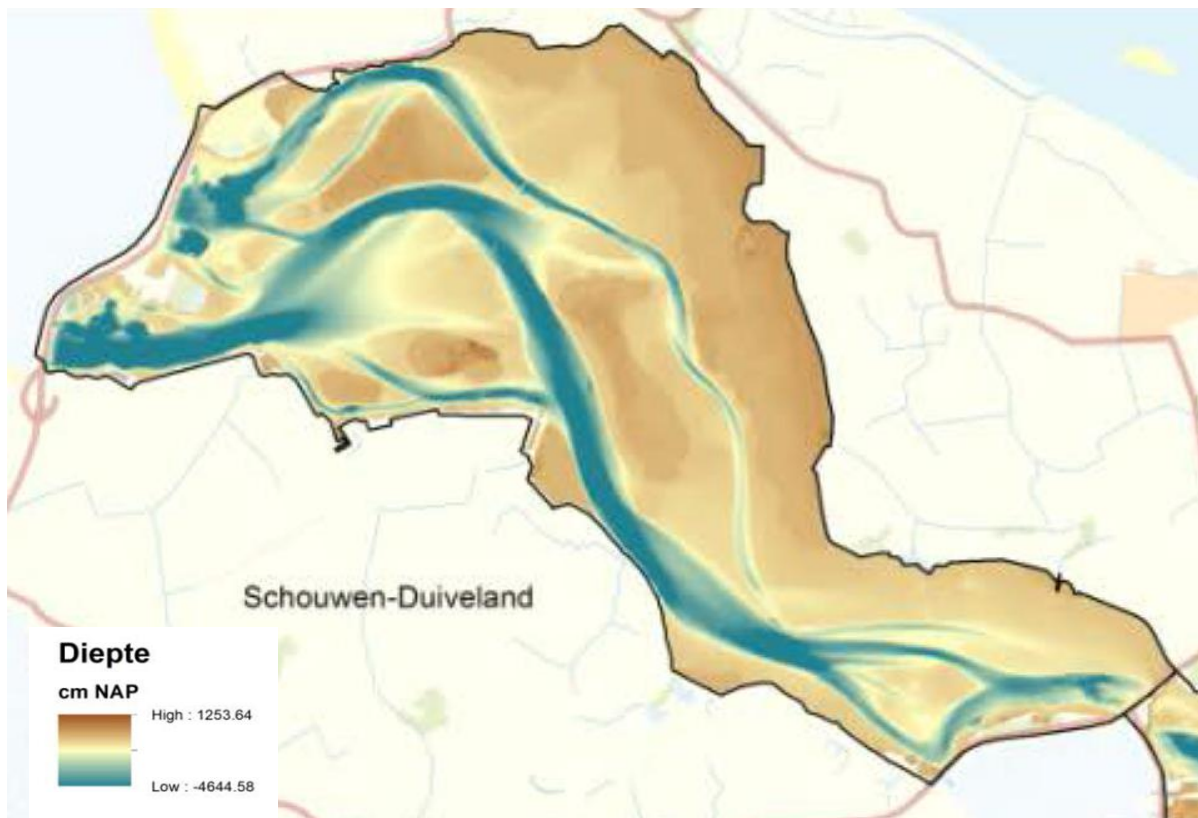 Schouwen-Duiveland
Diepte
cm NAP
High : 1253.64
Low : -4644.58